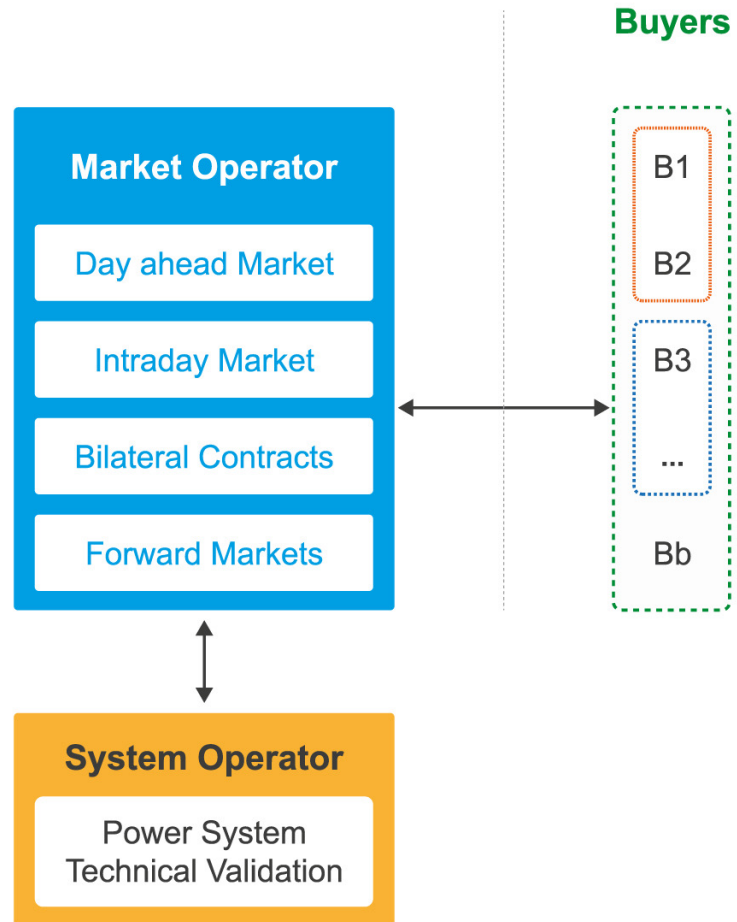 Buyers
Market Operator
Day ahead Market
Intraday Market
Bilateral Contracts
Forward Markets
B1
B2
B3
...
Bb
System Operator
Power System
Technical Validation